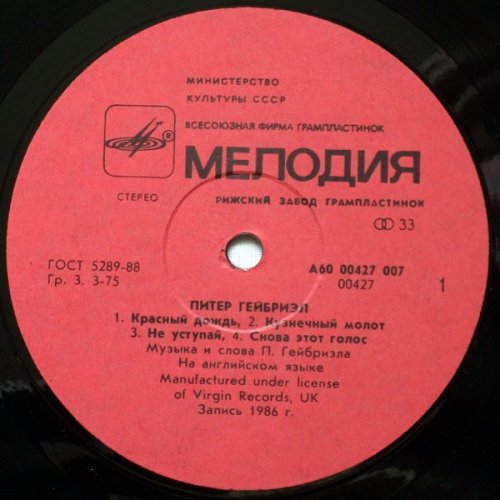 МИНИСТЕРСТВО
КУЛЬТУРЫ СССР
ВСЕСОЮЗНАЯ ФИРМА ГРАМПЛАСТИНОК
®
МЕЛОДИЯ
СТЕРЕО
РИЖСКИЙ ЗАВОД ГРАМПЛАСТИНОК
33
ГОСТ 5289-88
Гр. 3. 3-75
А60 00427 007
00427
1
ПИТЕР ГЕЙБРИЭЛ
1. Красный дождь, 2. Кузнечный молот
3. Не уступай, 4. Снова этот голос
Музыка и слова П. Гейбриэла
На английском языке
Manufactured under license
of Virgin Records, UK
Запись 1986 г.